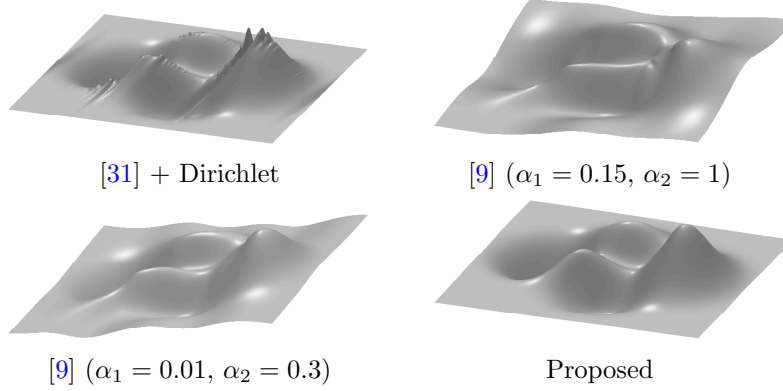 [31] + Dirichlet
[9] (α₁ = 0.15, α₂ = 1)
[9] (α₁ = 0.01, α₂ = 0.3)
Proposed